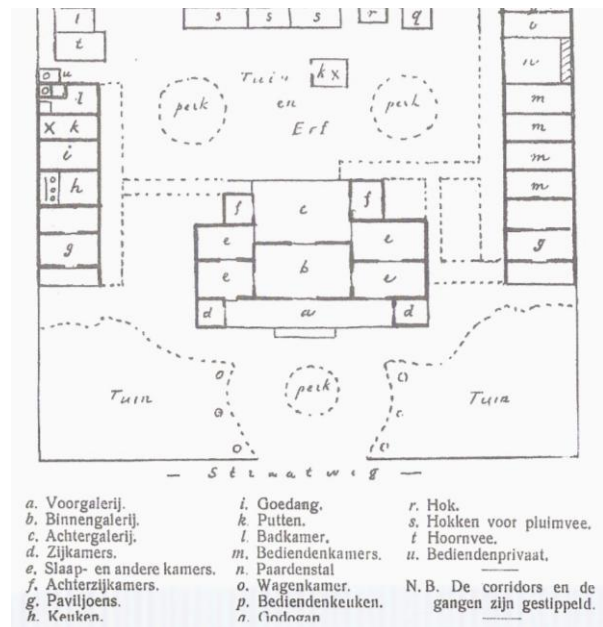 l
s s s r q
t
o u
Tuin k x
en
Erf
perk
perk
l
x k
i
h
g
n
m
m
m
m
g
f c f
e e
b
e e
d a d
Tuin
perk
Tuin
— Straatweg —
a. Voorgalerij.
b. Binnengalerij.
c. Achtergalerij.
d. Zijkamers.
e. Slaap- en andere kamers.
f. Achterzijkamers.
g. Paviljoens.
h. Keuken.
i. Goedang.
k. Putten.
l. Badkamer.
m. Bediendenkamers.
n. Paardenstal
o. Wagenkamer.
p. Bediendenkeuken.
q. Godogan
r. Hok.
s. Hokken voor pluimvee.
t Hoornvee.
u. Bediendenprivaat.
N. B. De corridors en de
gangen zijn gestippeld.